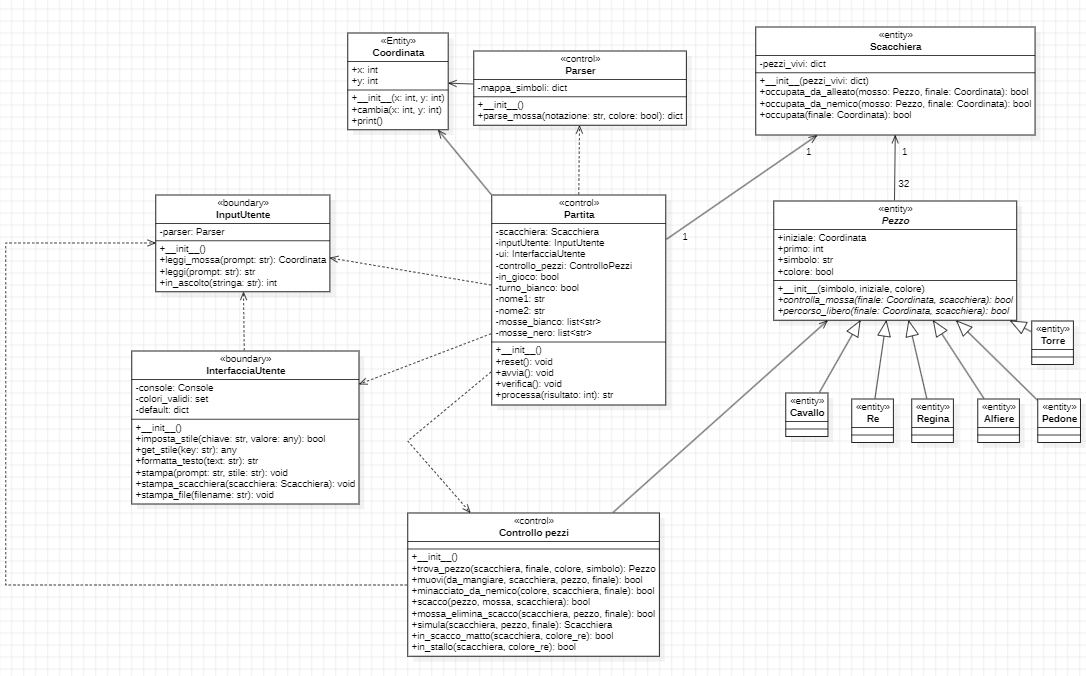 «Entity»
Coordinata
+x: int
+y: int
+__init__(x: int, y: int)
+cambia(x: int, y: int)
+print()
«control»
Parser
-mappa_simboli: dict
+__init__()
+parse_mossa(notazione: str, colore: bool): dict
«entity»
Scacchiera
-pezzi_vivi: dict
+__init__(pezzi_vivi: dict)
+occupata_da_alleato(mosso: Pezzo, finale: Coordinata): bool
+occupata_da_nemico(mosso: Pezzo, finale: Coordinata): bool
+occupata(finale: Coordinata): bool
1
1
32
1
«boundary»
InputUtente
-parser: Parser
+__init__()
+leggi_mossa(prompt: str): Coordinata
+leggi(prompt: str): str
+in_ascolto(stringa: str): int
«control»
Partita
-scacchiera: Scacchiera
-inputUtente: InputUtente
-ui: InterfacciaUtente
-controllo_pezzi: ControlloPezzi
-in_gioco: bool
-turno_bianco: bool
-nome1: str
-nome2: str
-mosse_bianco: list<str>
-mosse_nero: list<str>
+__init__()
+reset(): void
+avvia(): void
+verifica(): void
+processa(risultato: int): str
«entity»
Pezzo
+iniziale: Coordinata
+primo: int
+simbolo: str
+colore: bool
+__init__(simbolo, iniziale, colore)
+controlla_mossa(finale: Coordinata, scacchiera): bool
+percorso_libero(finale: Coordinata, scacchiera): bool
«entity»
Torre
«boundary»
InterfacciaUtente
-console: Console
-colori_validi: set
-default: dict
+__init__()
+imposta_stile(chiave: str, valore: any): bool
+get_stile(key: str): any
+formatta_testo(text: str): str
+stampa(prompt: str, stile: str): void
+stampa_scacchiera(scacchiera: Scacchiera): void
+stampa_file(filename: str): void
«entity»
Cavallo
«entity»
Re
«entity»
Regina
«entity»
Alfiere
«entity»
Pedone
«control»
Controllo pezzi
+__init__()
+trova_pezzo(scacchiera, finale, colore, simbolo): Pezzo
+muovi(da_mangiare, scacchiera, pezzo, finale): bool
+minacciato_da_nemico(colore, scacchiera, finale): bool
+scacco(pezzo, mossa, scacchiera): bool
+mossa_elimina_scacco(scacchiera, pezzo, finale): bool
+simula(scacchiera, pezzo, finale): Scacchiera
+in_scacco_matto(scacchiera, colore_re): bool
+in_stallo(scacchiera, colore_re): bool